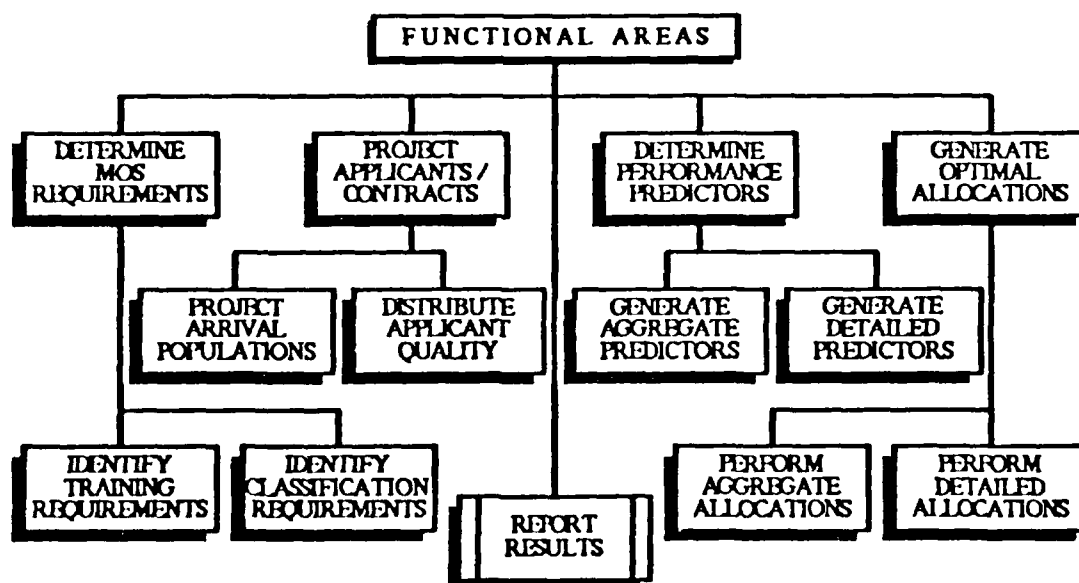 FUNCTIONAL AREAS
DETERMINE
MOS
REQUIREMENTS
PROJECT
APPLICANTS /
CONTRACTS
DETERMINE
PERFORMANCE
PREDICTORS
GENERATE
OPTIMAL
ALLOCATIONS
PROJECT
ARRIVAL
POPULATIONS
DISTRIBUTE
APPLICANT
QUALITY
GENERATE
AGGREGATE
PREDICTORS
GENERATE
DETAILED
PREDICTORS
IDENTIFY
TRAINING
REQUIREMENTS
IDENTIFY
CLASSIFICATION
REQUIREMENTS
REPORT
RESULTS
PERFORM
AGGREGATE
ALLOCATIONS
PERFORM
DETAILED
ALLOCATIONS